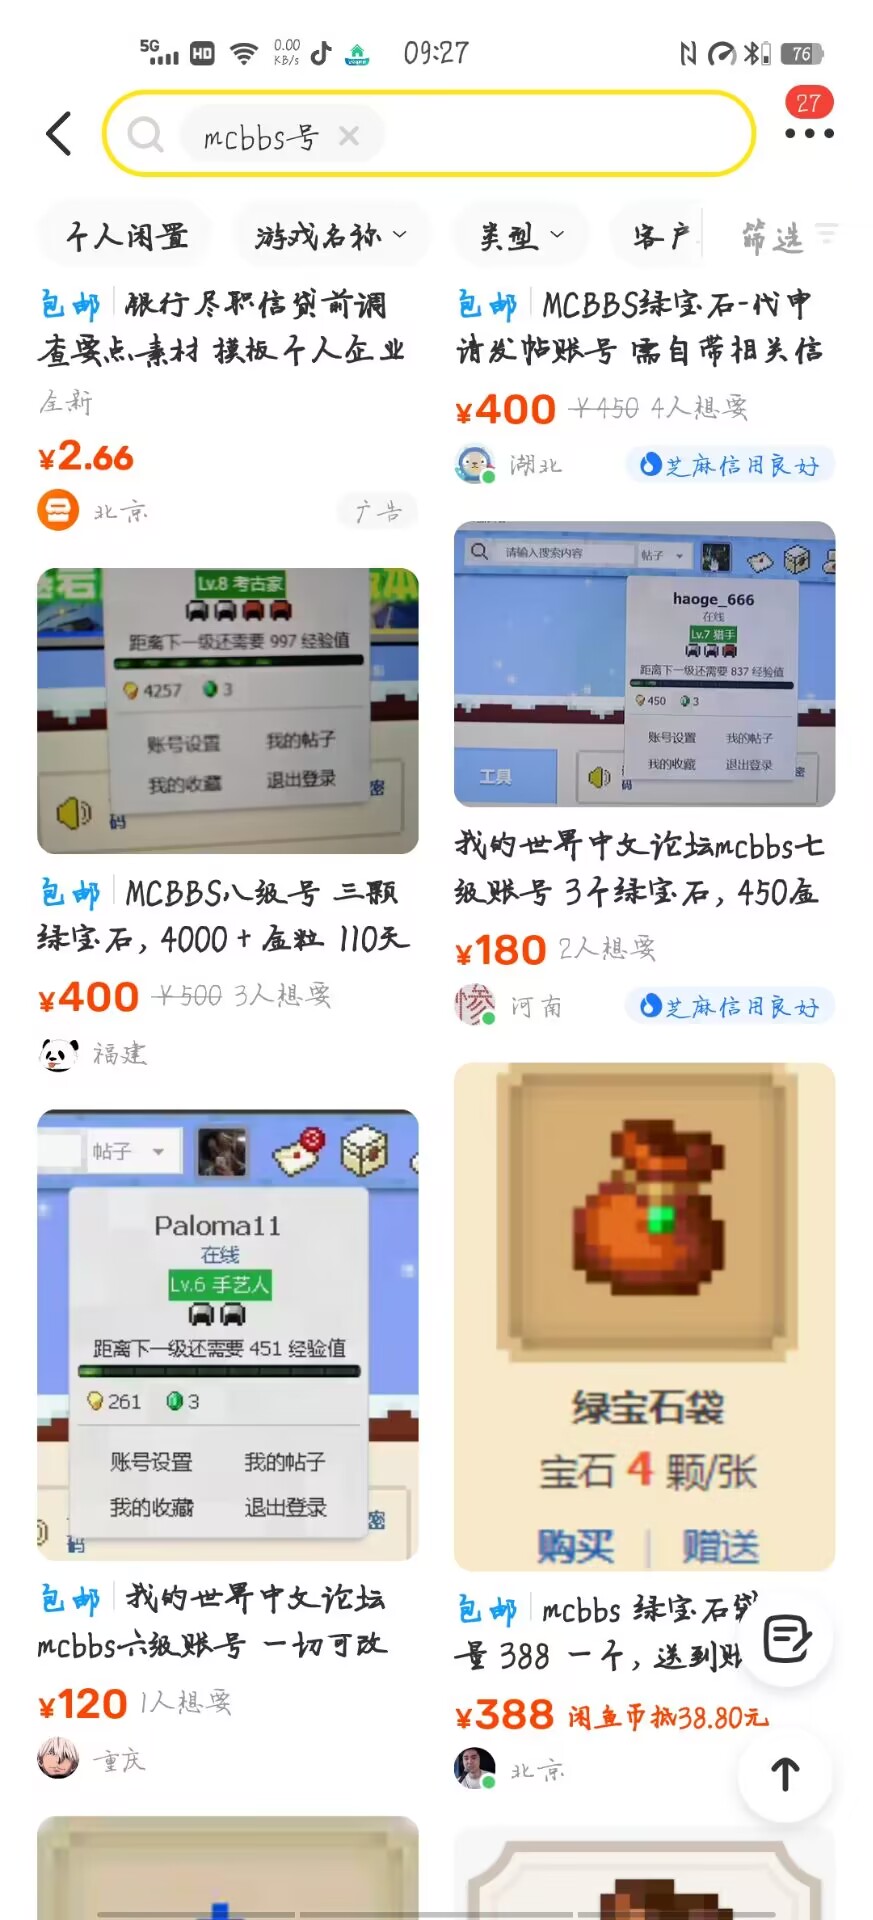 5G HD 0.00 KB/s 09:27 76
mcbbs号 ×
27
个人闲置 游戏名称 类型 客户 筛选
包邮 银行尽职信贷前调
查要点素材 模板个人企业
全新
¥2.66
北京 广告
Lv.8 考古家
距离下一级还需要 997 经验值
4257 3
账号设置 我的帖子
我的收藏 退出登录
密
码
包邮 MCBBS八级号 三颗
绿宝石，4000+金粒 110天
¥400 ¥500 3人想要
福建
帖子
Paloma11
在线
Lv.6 手艺人
距离下一级还需要 451 经验值
261 3
账号设置 我的帖子
我的收藏 退出登录
密
码
包邮 我的世界中文论坛
mcbbs六级账号 一切可改
¥120 1人想要
重庆
包邮 MCBBS绿宝石-代申
请发帖账号 需自带相关信
¥400 ¥450 4人想要
湖北 芝麻信用良好
请输入搜索内容 帖子
haoge_666
在线
Lv.7 猎手
距离下一级还需要 837 经验值
450 3
账号设置 我的帖子
我的收藏 退出登录
工具
密
码
我的世界中文论坛mcbbs七
级账号 3个绿宝石，450金
¥180 2人想要
河南 芝麻信用良好
绿宝石袋
宝石 4 颗/张
购买 | 赠送
包邮 mcbbs 绿宝石袋
量 388 一个，送到账
¥388 闲鱼币抵38.80元
北京